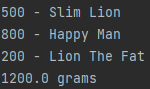 500 - Slim Lion
800 - Happy Man
200 - Lion The Fat
1200.0 grams